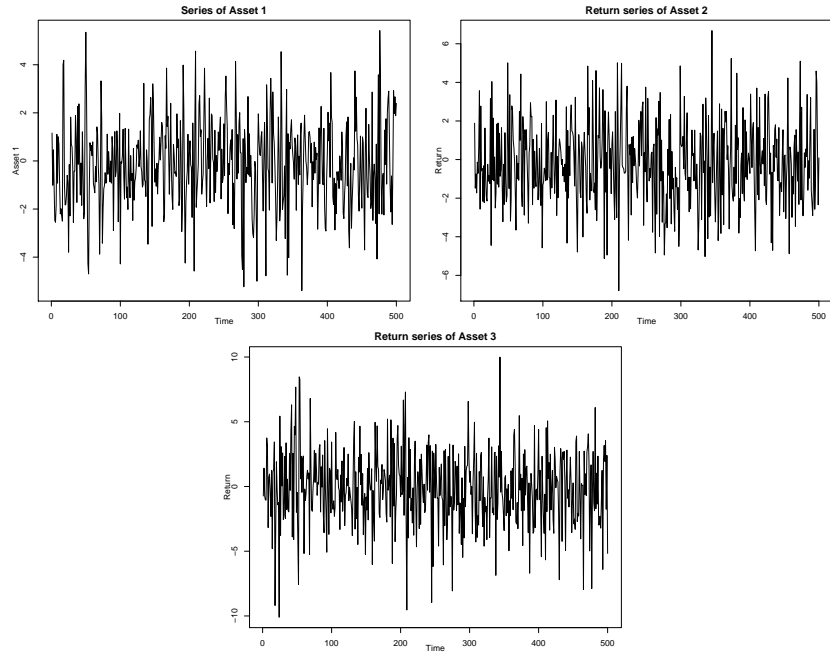 Series of Asset 1
Asset 1
4
2
0
-2
-4
0 100 200 300 400 500
Time
Return series of Asset 2
Return
6
4
2
0
-2
-4
-6
0 100 200 300 400 500
Time
Return series of Asset 3
Return
10
5
0
-5
-10
0 100 200 300 400 500
Time